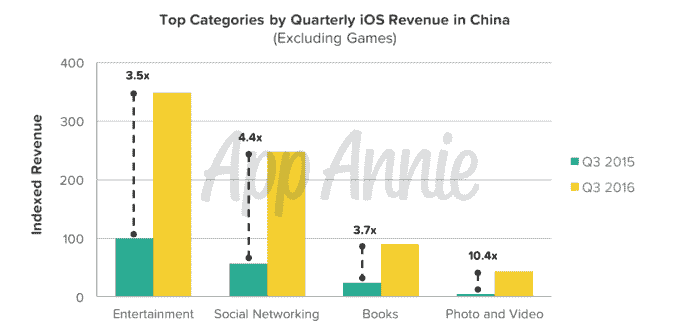 Top Categories by Quarterly iOS Revenue in China
(Excluding Games)
Indexed Revenue
400
300
200
100
0
3.5x
4.4x
3.7x
10.4x
App Annie
Q3 2015
Q3 2016
Entertainment
Social Networking
Books
Photo and Video